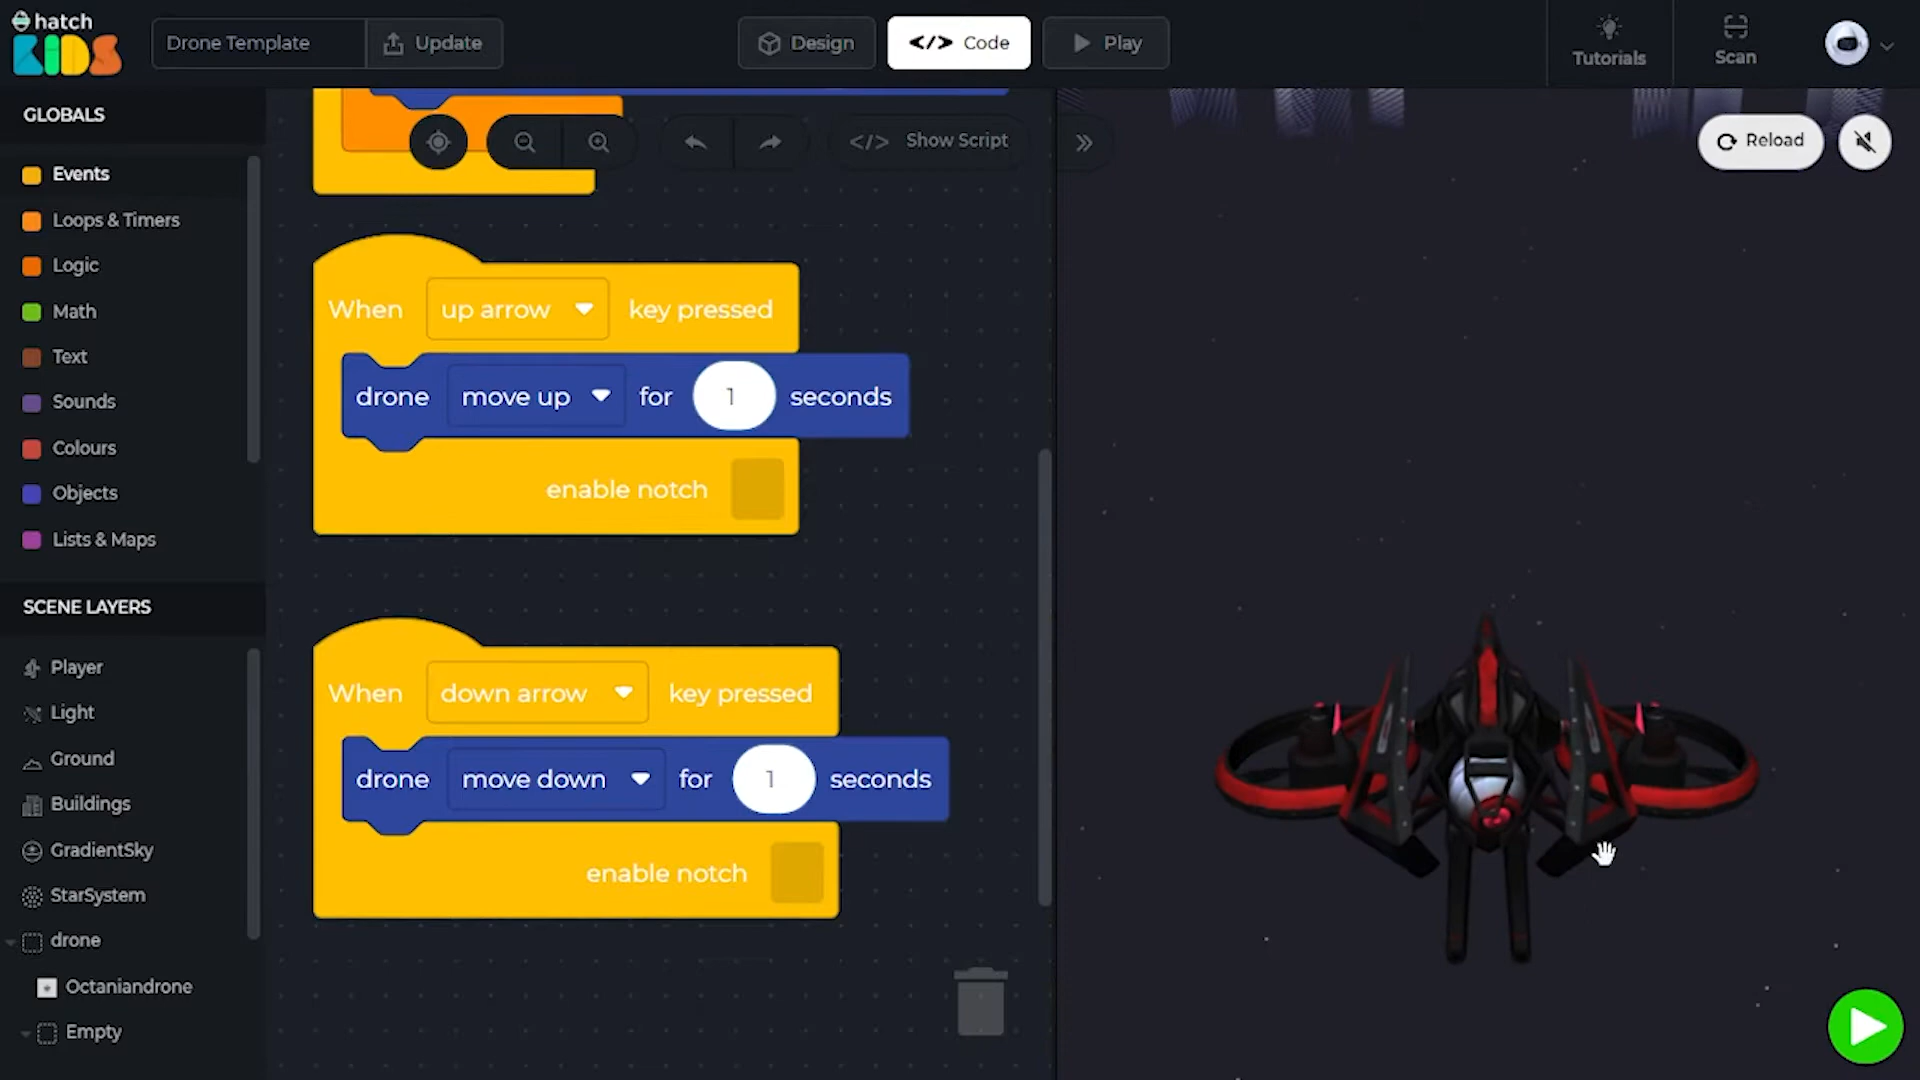 hatch
KIDS
Drone Template
Update
Design
</> Code
Play
Tutorials
Scan
GLOBALS
Events
Loops & Timers
Logic
Math
Text
Sounds
Colours
Objects
Lists & Maps
SCENE LAYERS
Player
Light
Ground
Buildings
GradientSky
StarSystem
drone
Octaniandrone
Empty
</> Show Script
Reload
When up arrow key pressed
drone move up for 1 seconds
enable notch
When down arrow key pressed
drone move down for 1 seconds
enable notch